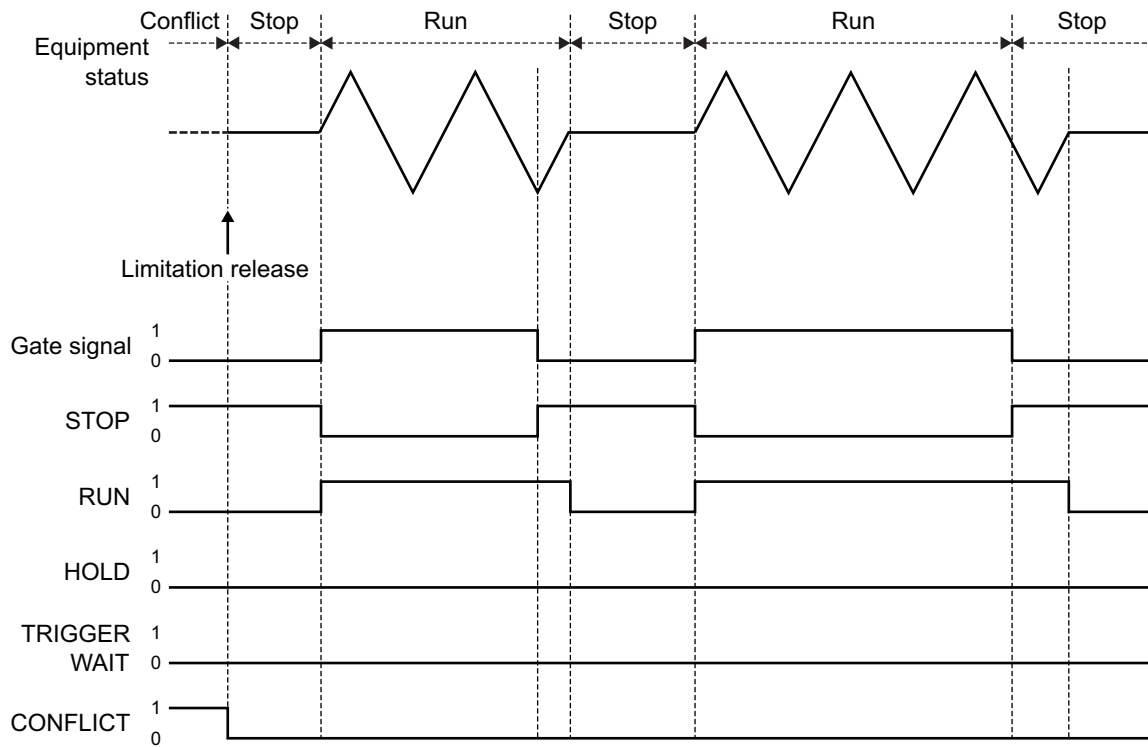 Conflict Stop Run Stop Run Stop
Equipment
status
Limitation release
1
Gate signal
0
1
STOP
0
1
RUN
0
1
HOLD
0
TRIGGER 1
WAIT 0
1
CONFLICT
0